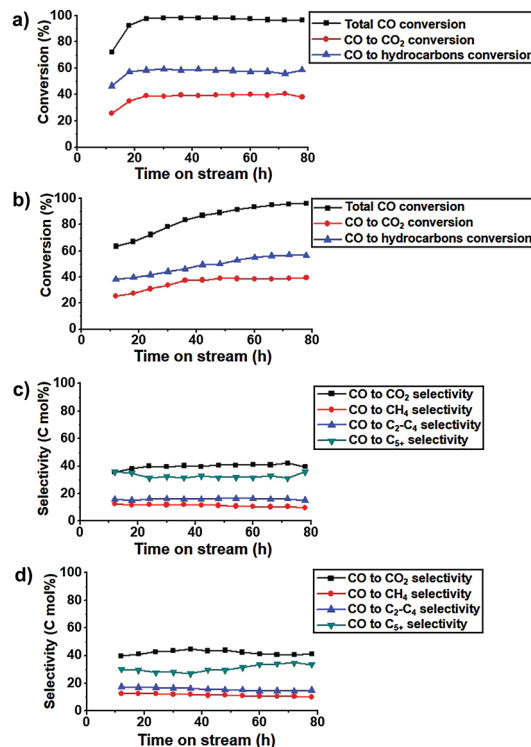 a)
100
80
60
40
20
0
Conversion (%)
0 20 40 60 80
Time on stream (h)
Total CO conversion
CO to CO₂ conversion
CO to hydrocarbons conversion
b)
100
80
60
40
20
0
Conversion (%)
0 20 40 60 80
Time on stream (h)
Total CO conversion
CO to CO₂ conversion
CO to hydrocarbons conversion
c)
100
80
60
40
20
0
Selectivity (C mol%)
0 20 40 60 80
Time on stream (h)
CO to CO₂ selectivity
CO to CH₄ selectivity
CO to C₂-C₄ selectivity
CO to C₅₊ selectivity
d)
100
80
60
40
20
0
Selectivity (C mol%)
0 20 40 60 80
Time on stream (h)
CO to CO₂ selectivity
CO to CH₄ selectivity
CO to C₂-C₄ selectivity
CO to C₅₊ selectivity